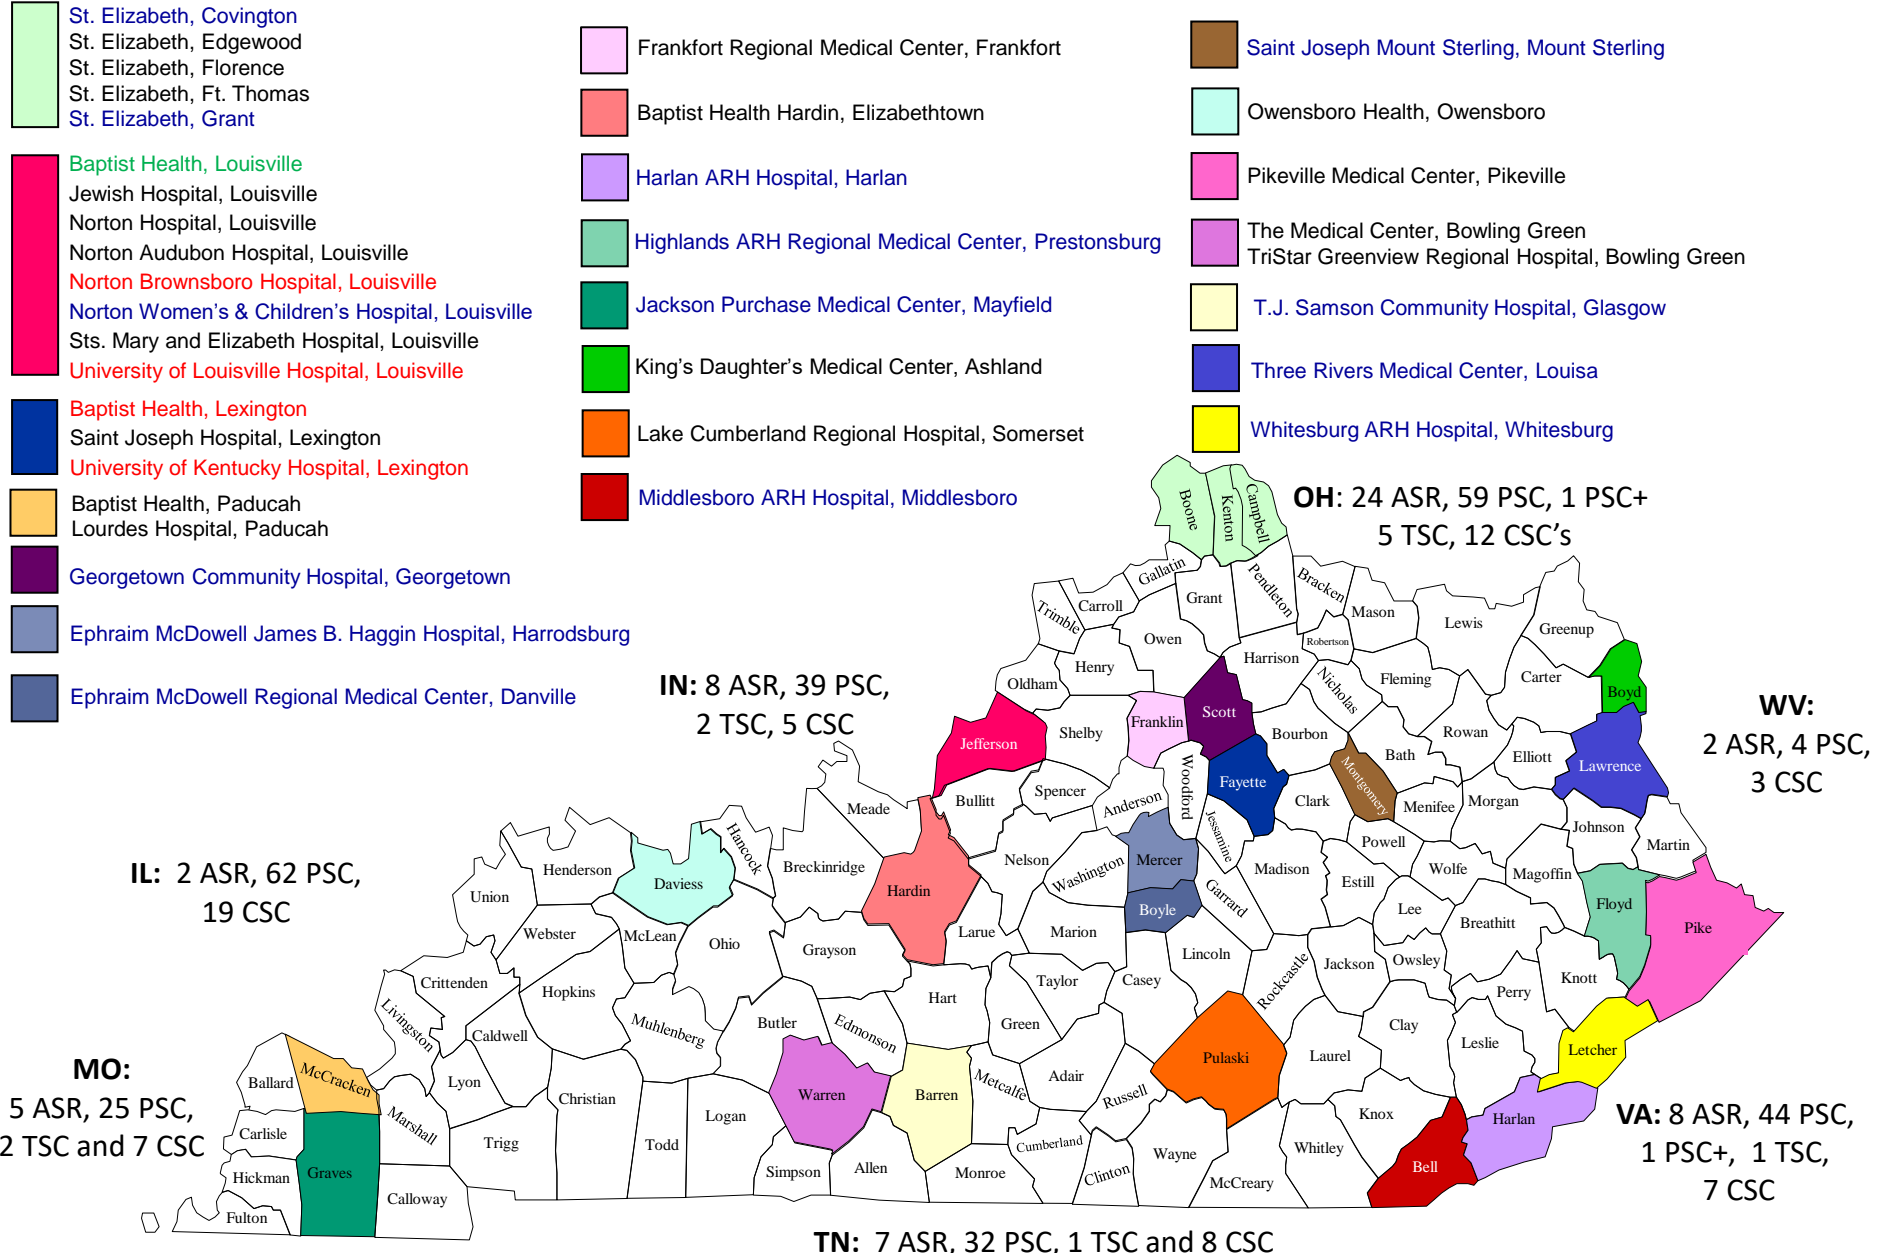 St. Elizabeth, Covington
St. Elizabeth, Edgewood
St. Elizabeth, Florence
St. Elizabeth, Ft. Thomas
St. Elizabeth, Grant
Baptist Health, Louisville
Jewish Hospital, Louisville
Norton Hospital, Louisville
Norton Audubon Hospital, Louisville
Norton Brownsboro Hospital, Louisville
Norton Women’s & Children’s Hospital, Louisville
Sts. Mary and Elizabeth Hospital, Louisville
University of Louisville Hospital, Louisville
Baptist Health, Lexington
Saint Joseph Hospital, Lexington
University of Kentucky Hospital, Lexington
Baptist Health, Paducah
Lourdes Hospital, Paducah
Georgetown Community Hospital, Georgetown
Ephraim McDowell James B. Haggin Hospital, Harrodsburg
Ephraim McDowell Regional Medical Center, Danville
Frankfort Regional Medical Center, Frankfort
Baptist Health Hardin, Elizabethtown
Harlan ARH Hospital, Harlan
Highlands ARH Regional Medical Center, Prestonsburg
Jackson Purchase Medical Center, Mayfield
King’s Daughter’s Medical Center, Ashland
Lake Cumberland Regional Hospital, Somerset
Middlesboro ARH Hospital, Middlesboro
Saint Joseph Mount Sterling, Mount Sterling
Owensboro Health, Owensboro
Pikeville Medical Center, Pikeville
The Medical Center, Bowling Green
TriStar Greenview Regional Hospital, Bowling Green
T.J. Samson Community Hospital, Glasgow
Three Rivers Medical Center, Louisa
Whitesburg ARH Hospital, Whitesburg
OH: 24 ASR, 59 PSC, 1 PSC+
5 TSC, 12 CSC’s
IN: 8 ASR, 39 PSC,
2 TSC, 5 CSC
WV:
2 ASR, 4 PSC,
3 CSC
IL: 2 ASR, 62 PSC,
19 CSC
MO:
5 ASR, 25 PSC,
2 TSC and 7 CSC
VA: 8 ASR, 44 PSC,
1 PSC+, 1 TSC,
7 CSC
TN: 7 ASR, 32 PSC, 1 TSC and 8 CSC
Boone
Kenton
Campbell
Gallatin
Grant
Pendleton
Bracken
Mason
Lewis
Greenup
Trimble
Carroll
Owen
Robertson
Harrison
Henry
Oldham
Nicholas
Fleming
Carter
Boyd
Franklin
Scott
Shelby
Jefferson
Bourbon
Rowan
Bath
Elliott
Lawrence
Woodford
Fayette
Montgomery
Spencer
Bullitt
Anderson
Clark
Menifee
Morgan
Meade
Hancock
Jessamine
Johnson
Martin
Powell
Breckinridge
Nelson
Mercer
Washington
Madison
Wolfe
Magoffin
Henderson
Daviess
Hardin
Estill
Union
Garrard
Boyle
Lee
Floyd
Breathitt
Pike
Webster
McLean
Ohio
Grayson
Larue
Marion
Lincoln
Rockcastle
Jackson
Owsley
Crittenden
Hopkins
Hart
Taylor
Casey
Knott
Perry
Livingston
Caldwell
Muhlenberg
Butler
Edmonson
Green
Clay
Leslie
Letcher
Pulaski
Laurel
Ballard
McCracken
Lyon
Christian
Warren
Barren
Metcalfe
Adair
Russell
Marshall
Todd
Logan
Knox
Harlan
Carlisle
Graves
Trigg
Simpson
Allen
Monroe
Cumberland
Clinton
Wayne
Whitley
McCreary
Bell
Hickman
Fulton
Calloway